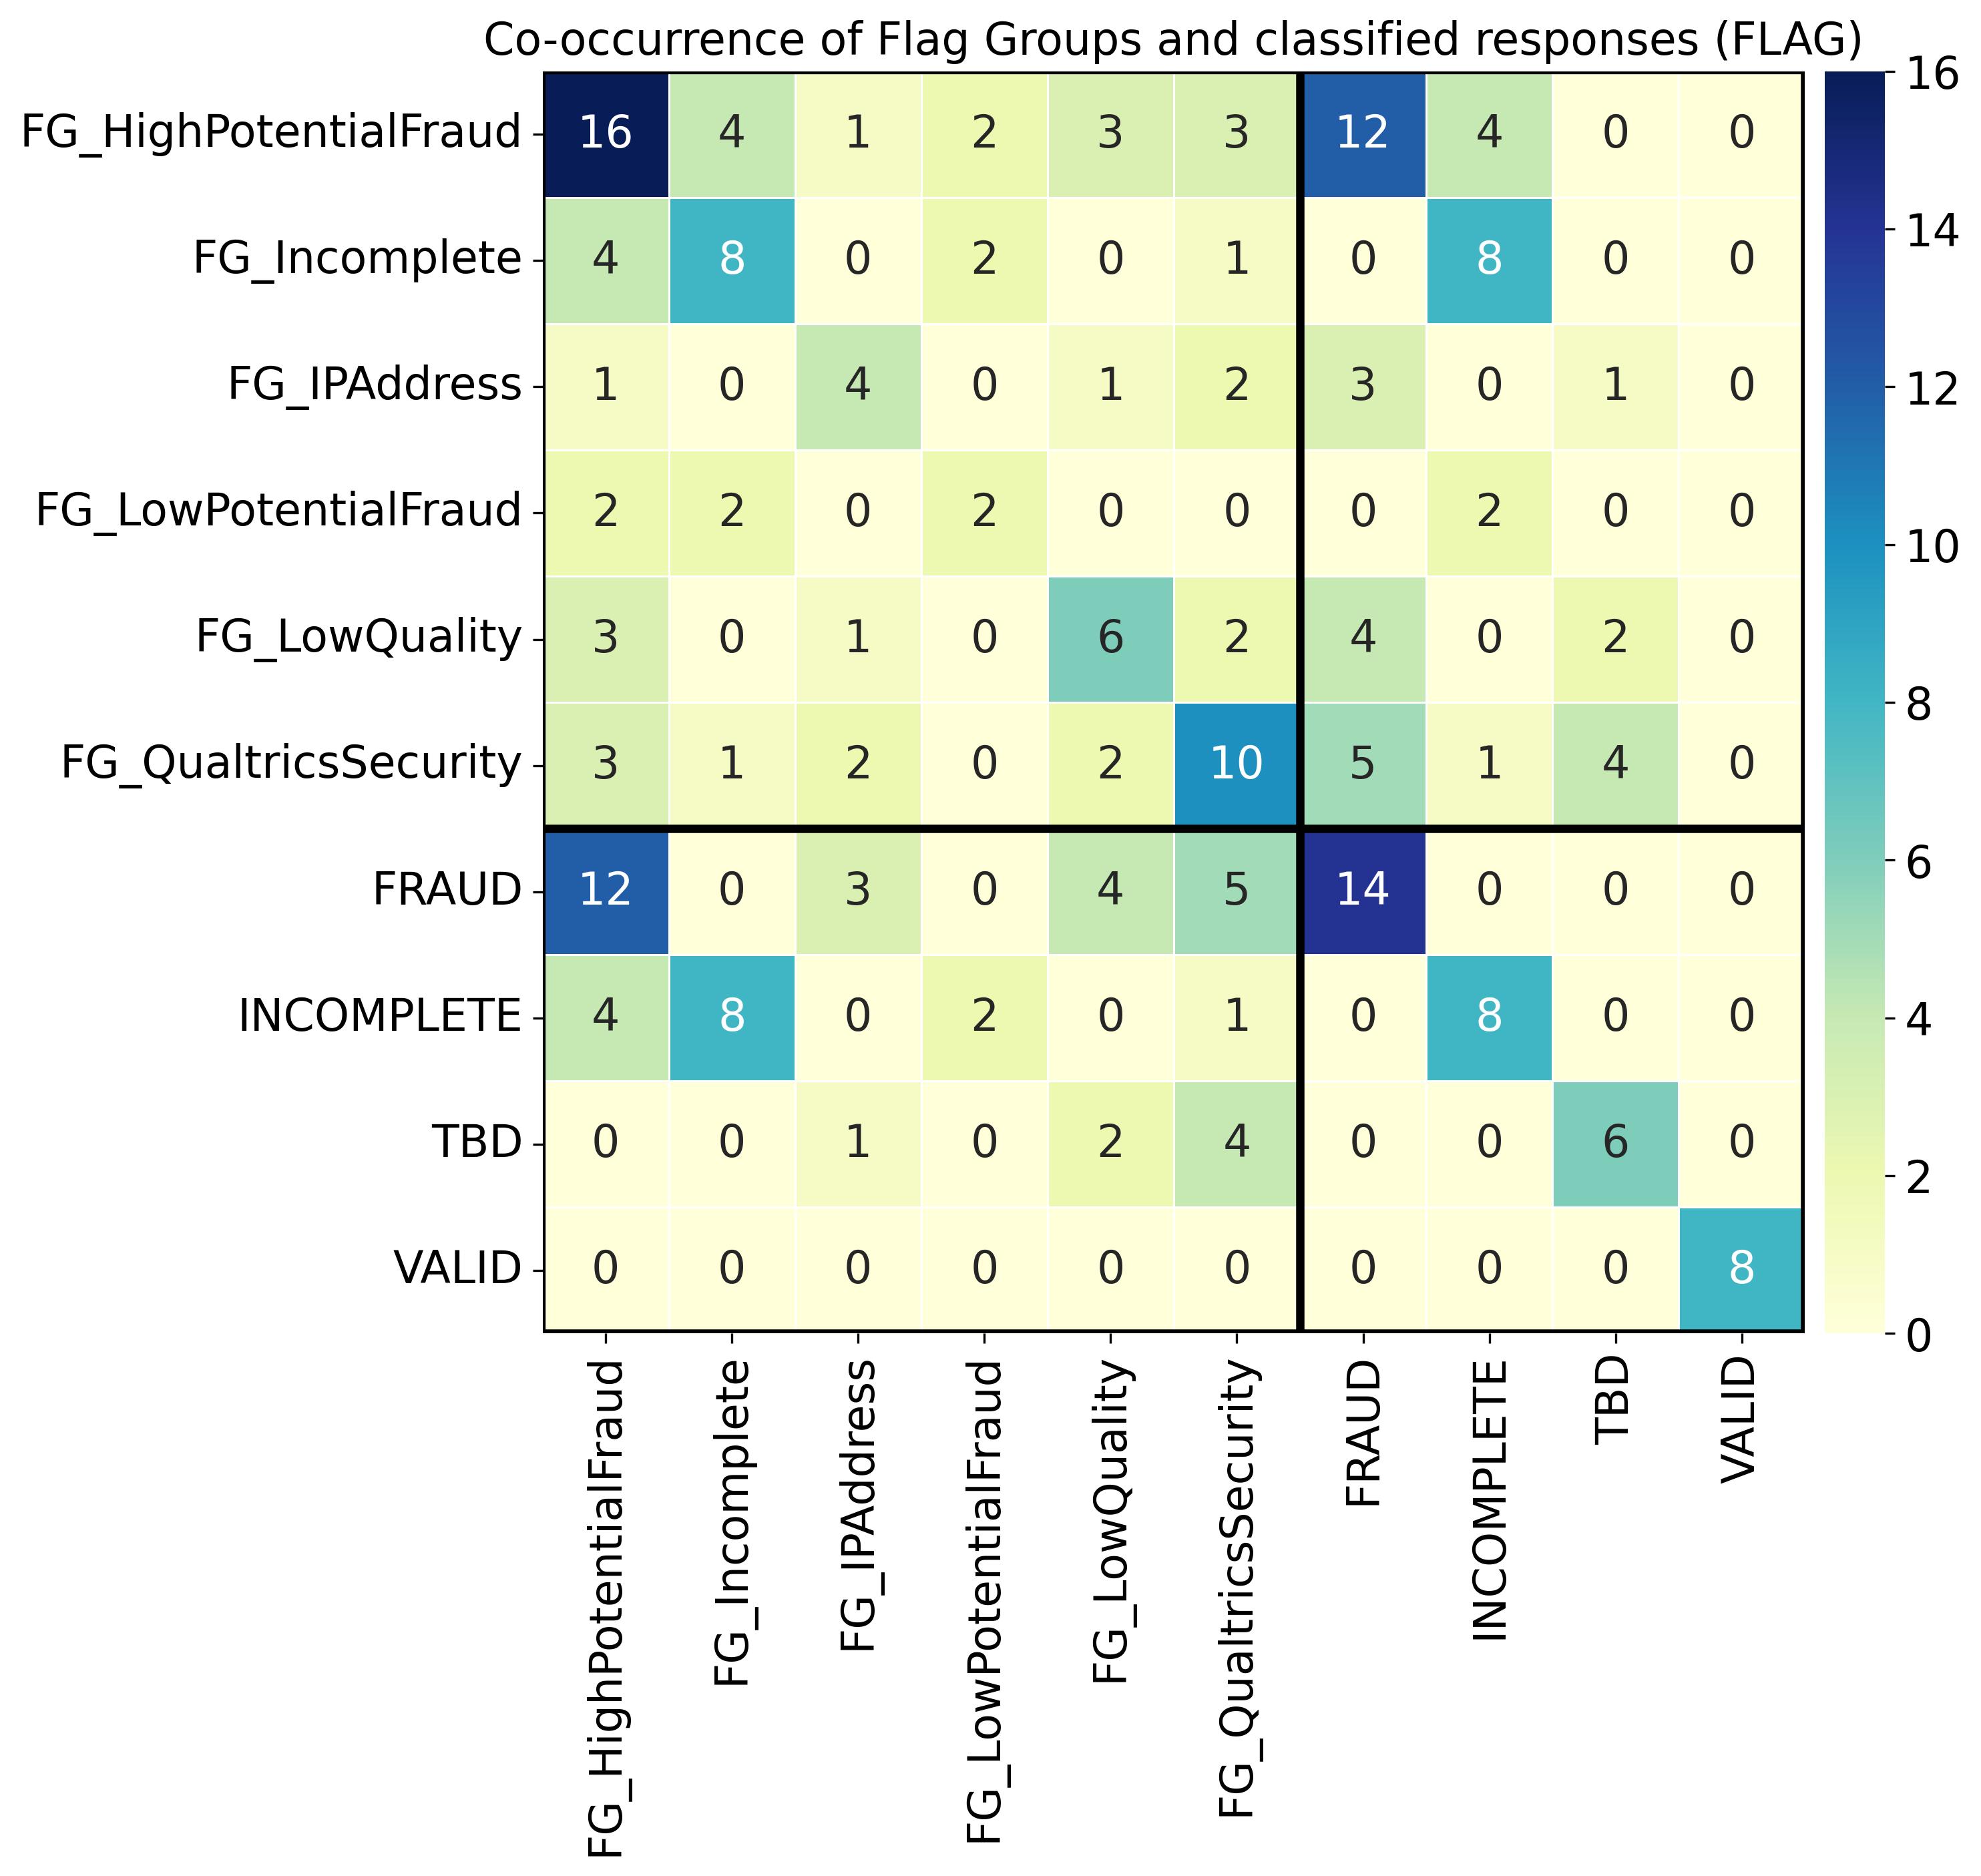 Co-occurrence of Flag Groups and classified responses (FLAG)
FG_HighPotentialFraud 16 4 1 2 3 3 12 4 0 0
FG_Incomplete 4 8 0 2 0 1 0 8 0 0
FG_IPAddress 1 0 4 0 1 2 3 0 1 0
FG_LowPotentialFraud 2 2 0 2 0 0 0 2 0 0
FG_LowQuality 3 0 1 0 6 2 4 0 2 0
FG_QualtricsSecurity 3 1 2 0 2 10 5 1 4 0
FRAUD 12 0 3 0 4 5 14 0 0 0
INCOMPLETE 4 8 0 2 0 1 0 8 0 0
TBD 0 0 1 0 2 4 0 0 6 0
VALID 0 0 0 0 0 0 0 0 0 8
FG_HighPotentialFraud
FG_Incomplete
FG_IPAddress
FG_LowPotentialFraud
FG_LowQuality
FG_QualtricsSecurity
FRAUD
INCOMPLETE
TBD
VALID
16
14
12
10
8
6
4
2
0